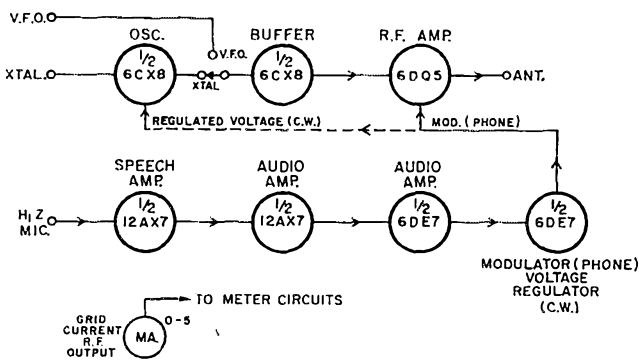 V.F.O.
OSC.
BUFFER
R.F. AMP.
V.F.O.
XTAL.
1/2
6CX8
XTAL
1/2
6CX8
6DQ5
ANT.
REGULATED VOLTAGE (C.W.)
MOD. (PHONE)
SPEECH
AMP.
AUDIO
AMP.
AUDIO
AMP.
HI Z
MIC.
1/2
12AX7
1/2
12AX7
1/2
6DE7
1/2
6DE7
MODULATOR (PHONE)
VOLTAGE
REGULATOR
(C.W.)
TO METER CIRCUITS
GRID
CURRENT
R.F.
OUTPUT
MA.
0-5